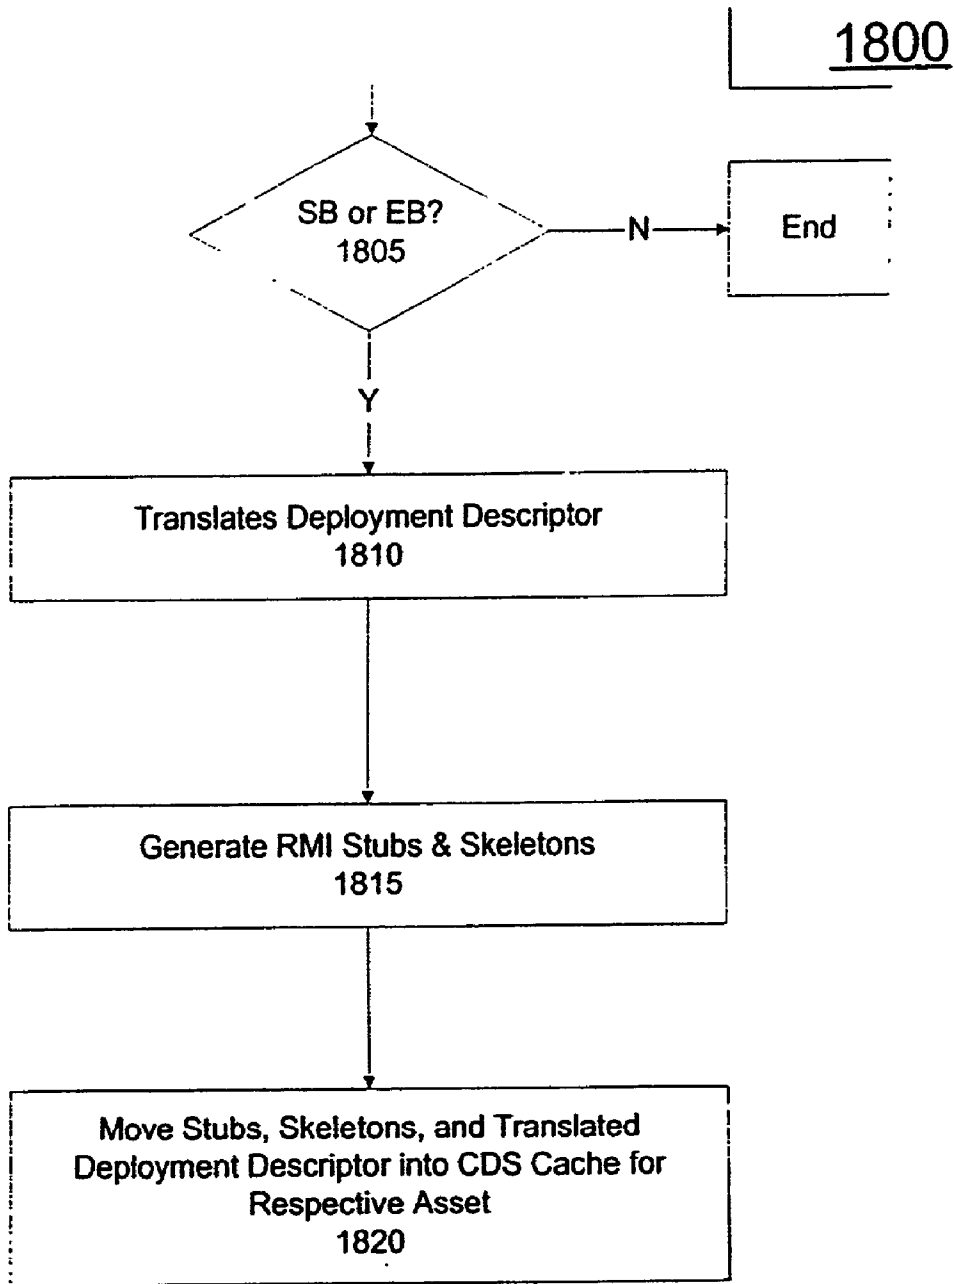 1800
SB or EB?
1805
N
End
Y
Translates Deployment Descriptor
1810
Generate RMI Stubs & Skeletons
1815
Move Stubs, Skeletons, and Translated
Deployment Descriptor into CDS Cache for
Respective Asset
1820